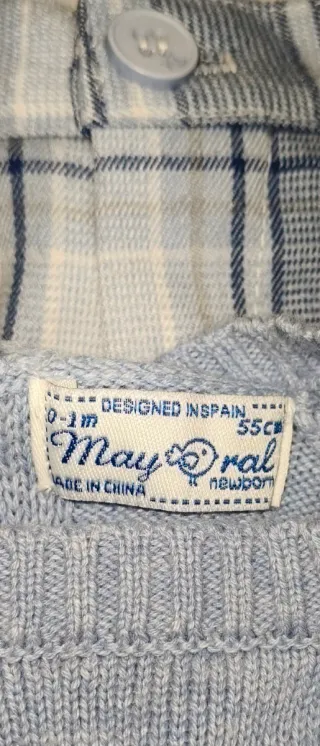 DESIGNED IN SPAIN
0-1m 55cm
Mayoral
newborn
MADE IN CHINA